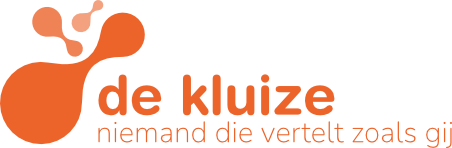 de kluize
niemand die vertelt zoals gij